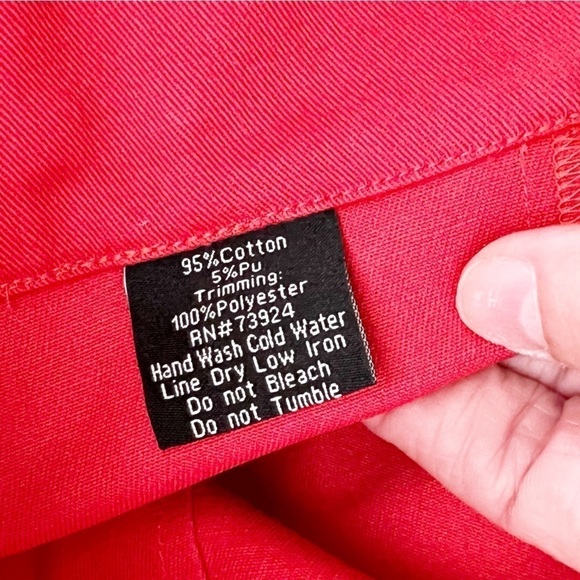 95%Cotton
5%Pu
Trimming:
100%Polyester
RN#73924
Hand Wash Cold Water
Line Dry Low Iron
Do not Bleach
Do not Tumble